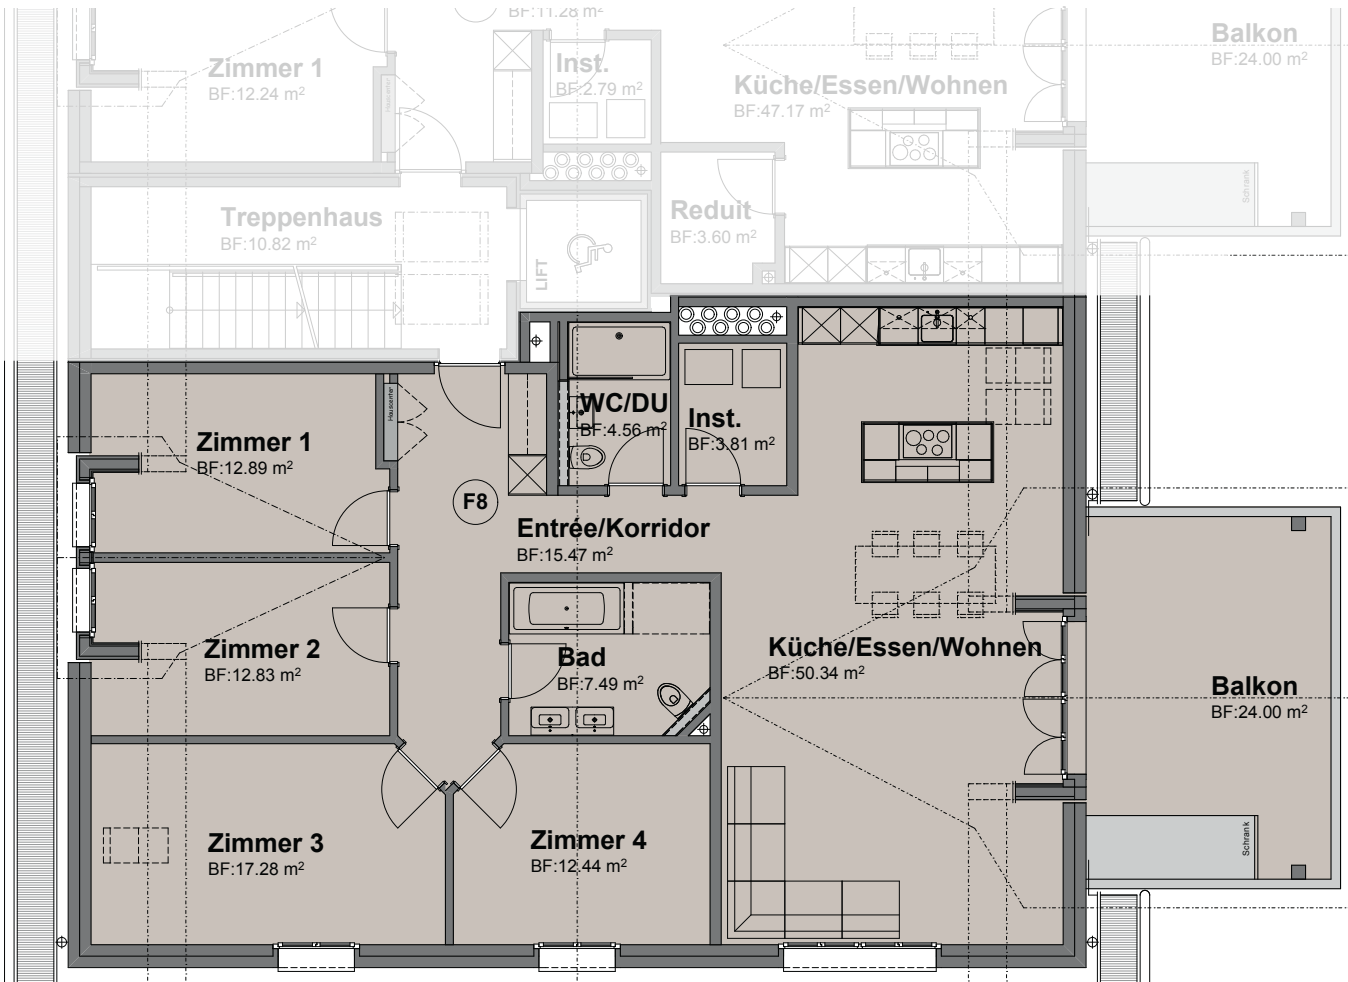 BF:11.28 m²
Zimmer 1
BF:12.24 m²
Inst.
BF:2.79 m²
Küche/Essen/Wohnen
BF:47.17 m²
Balkon
BF:24.00 m²
Hauscenter
Schrank
Treppenhaus
BF:10.82 m²
Reduit
BF:3.60 m²
LIFT
Hauscenter
WC/DU
BF:4.56 m²
Inst.
BF:3.81 m²
Zimmer 1
BF:12.89 m²
F8
Entrée/Korridor
BF:15.47 m²
Zimmer 2
BF:12.83 m²
Bad
BF:7.49 m²
Küche/Essen/Wohnen
BF:50.34 m²
Balkon
BF:24.00 m²
Zimmer 3
BF:17.28 m²
Zimmer 4
BF:12.44 m²
Schrank